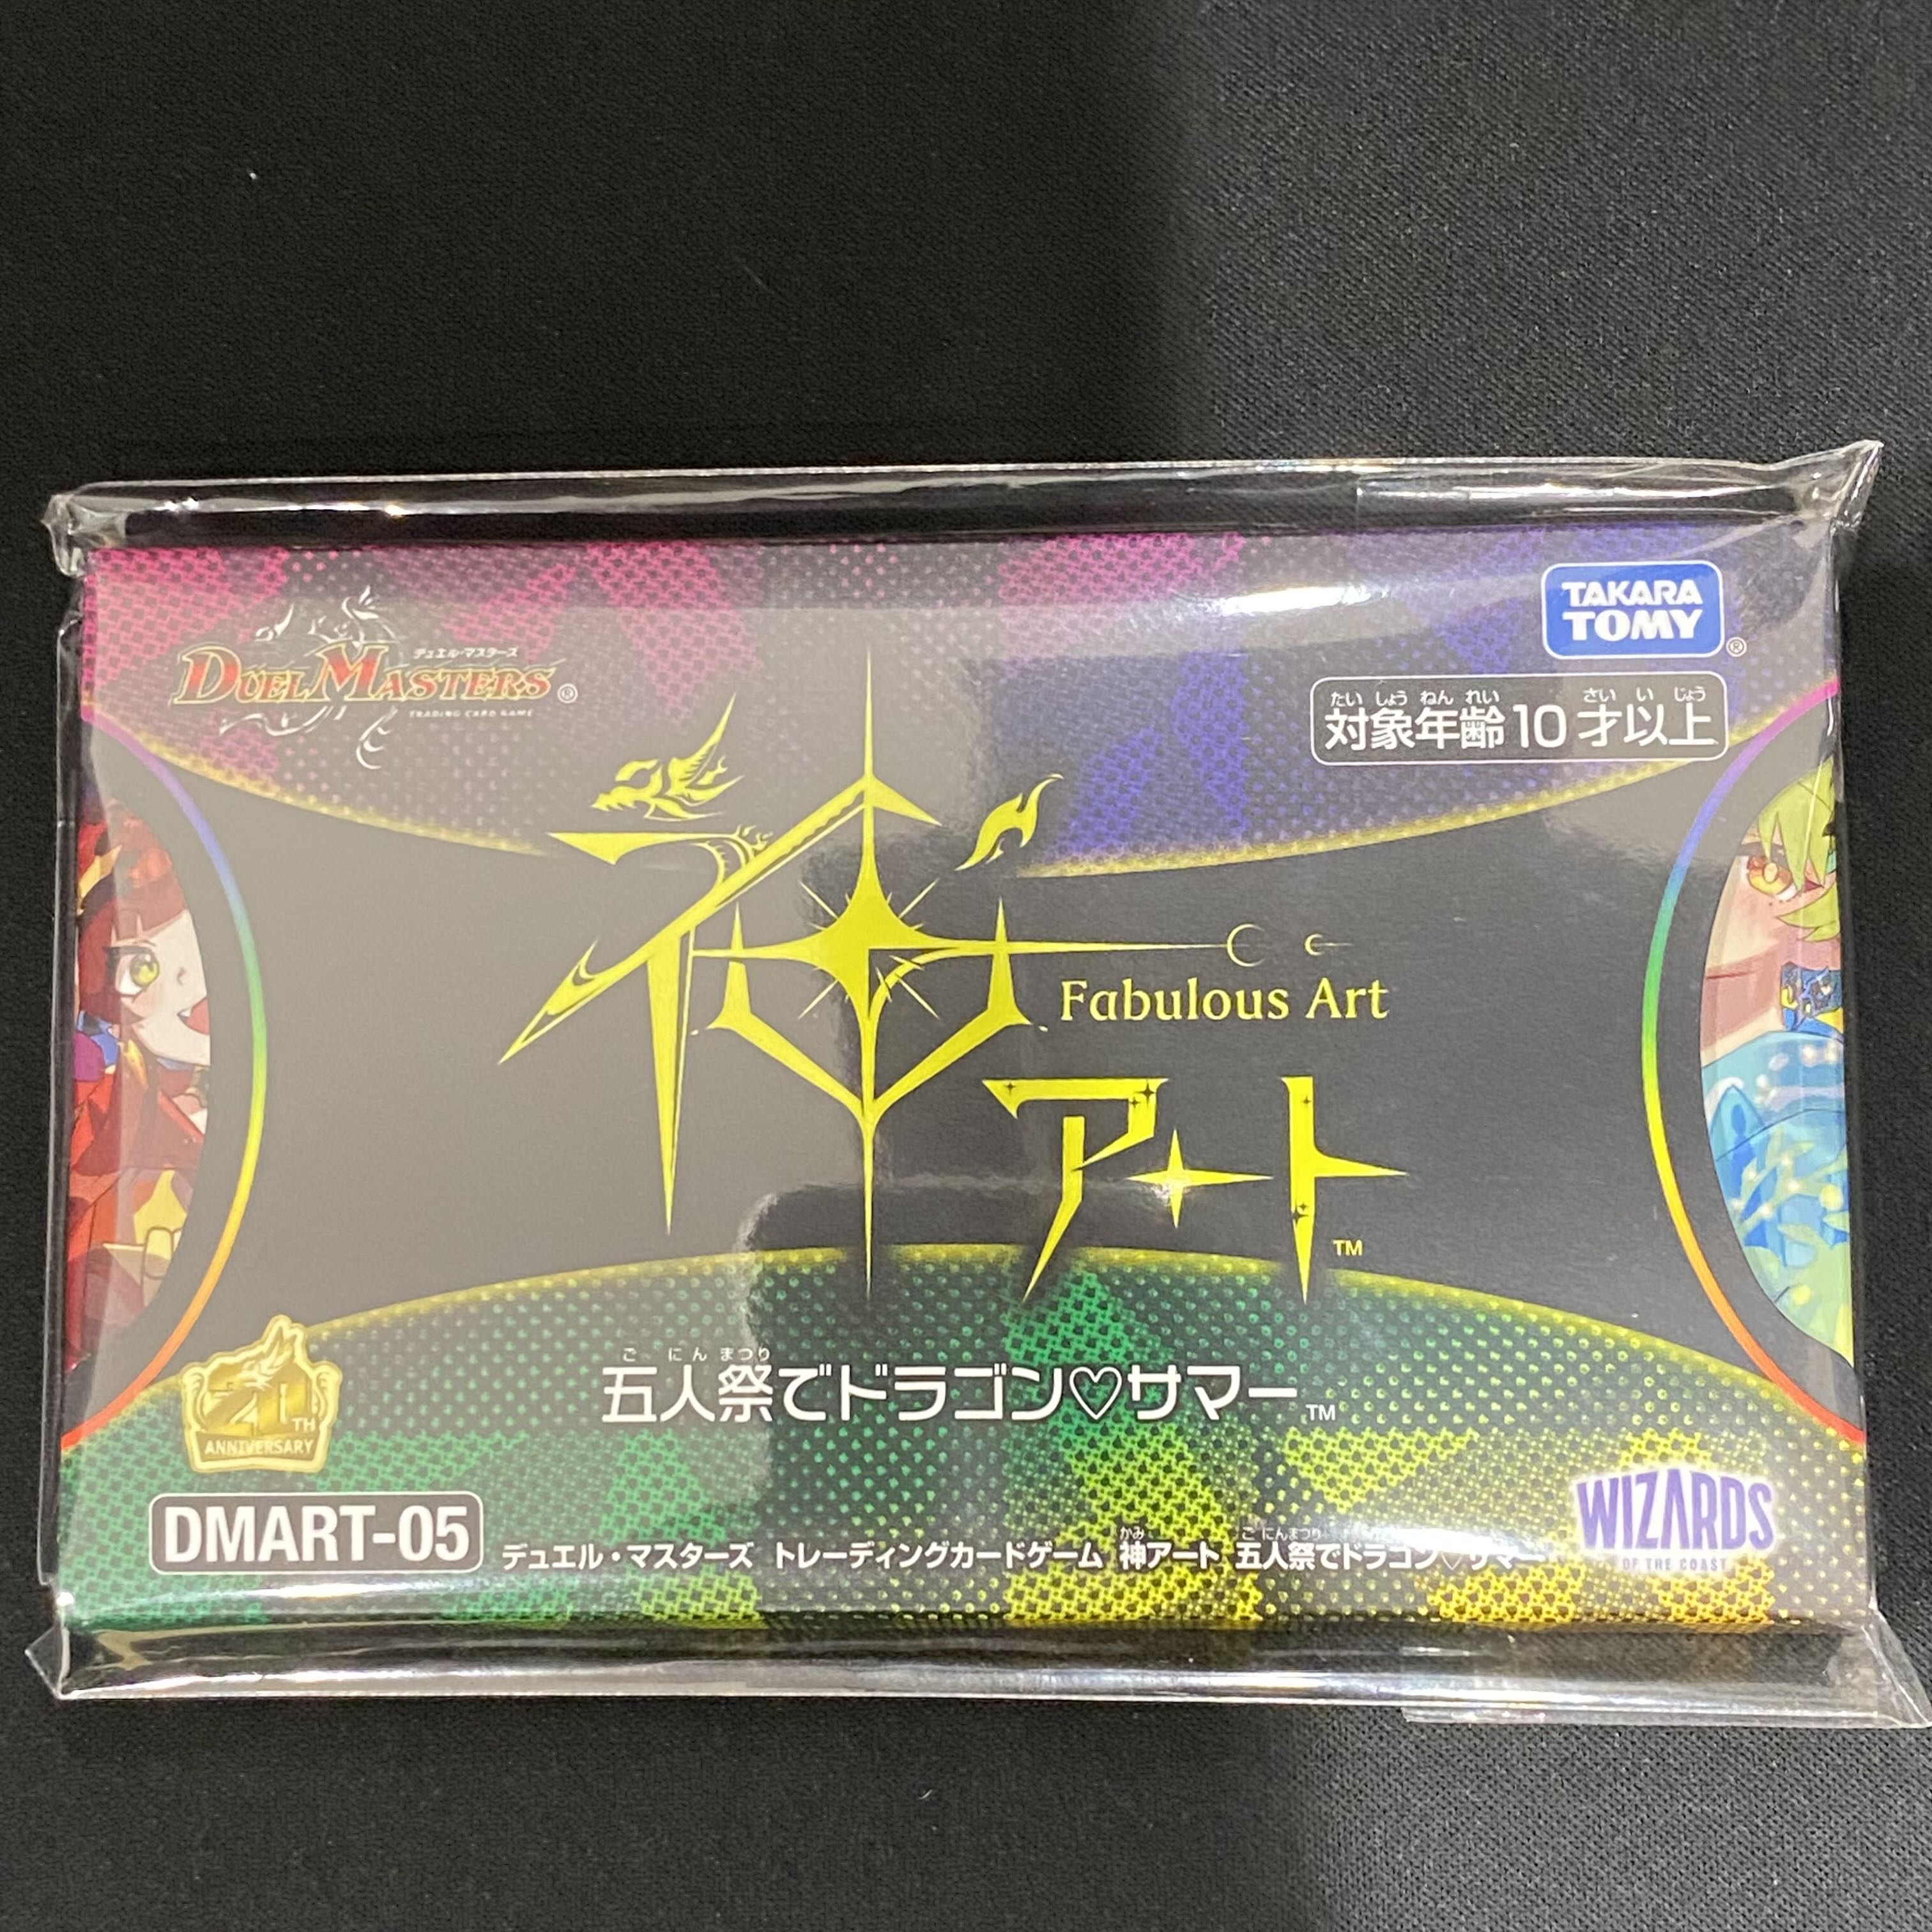 TAKARA
TOMY
®
デュエル・マスターズ
DUEL MASTERS®
TRADING CARD GAME
たいしょうねんれい さいいじょう
対象年齢10才以上
神
Fabulous Art
アート
TM
ごにんまつり
五人祭でドラゴン♡サマー TM
20TH
ANNIVERSARY
DMART-05
かみ ごにんまつり
デュエル・マスターズ トレーディングカードゲーム 神アート 五人祭でドラゴン♡サマー
WIZARDS
OF THE COAST